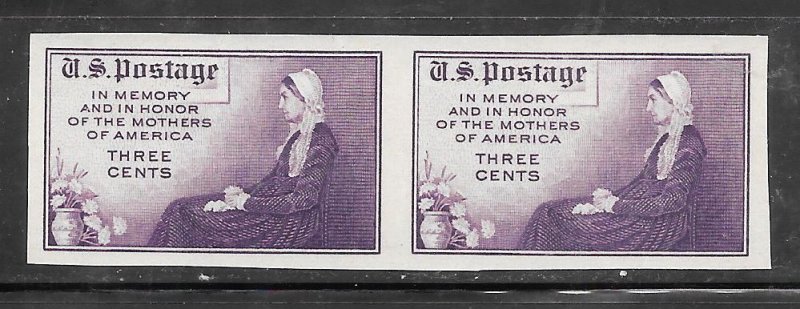 U.S. Postage
IN MEMORY
AND IN HONOR
OF THE MOTHERS
OF AMERICA
THREE
CENTS
U.S. Postage
IN MEMORY
AND IN HONOR
OF THE MOTHERS
OF AMERICA
THREE
CENTS